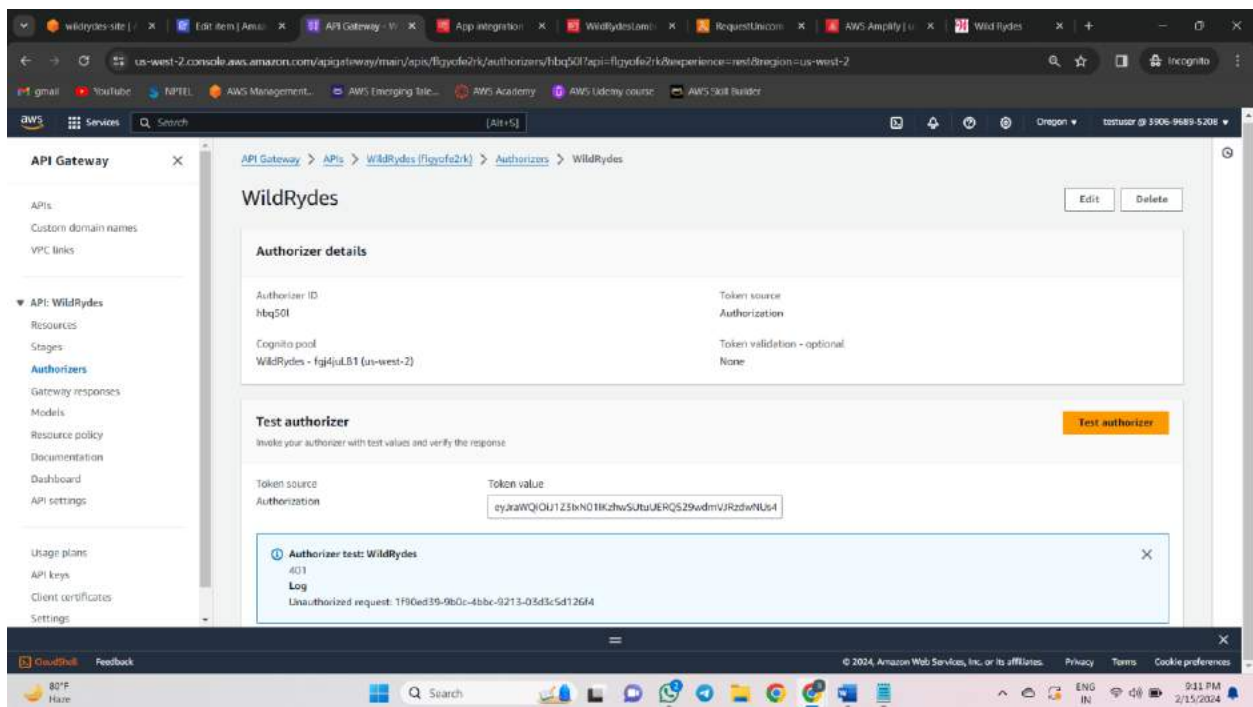 wildrydes-site | /
Edit item | Amaz
API Gateway - W
App integration
WildRydesLamb
RequestUnicorn
AWS Amplify | u
Wild Rydes
us-west-2.console.aws.amazon.com/apigateway/main/apis/flgyofe2rk/authorizers/hbq50l?api=flgyofe2rk&experience=rest&region=us-west-2
Incognito
gmail YouTube NPTEL AWS Management... AWS Emerging Tale... AWS Academy AWS Udemy course AWS Skill Builder
aws Services Search [Alt+S] Oregon testuser @ 3906-9689-5208
API Gateway
APIs
Custom domain names
VPC links
API: WildRydes
Resources
Stages
Authorizers
Gateway responses
Models
Resource policy
Documentation
Dashboard
API settings
Usage plans
API keys
Client certificates
Settings
API Gateway > APIs > WildRydes (flgyofe2rk) > Authorizers > WildRydes
WildRydes
Edit Delete
Authorizer details
Authorizer ID
hbq50l
Token source
Authorization
Cognito pool
WildRydes - fqj4juLB1 (us-west-2)
Token validation - optional
None
Test authorizer
Test authorizer
Invoke your authorizer with test values and verify the response
Token source
Authorization
Token value
Authorizer test: WildRydes
401
Log
Unauthorized request: 1f90ed39-9b0c-4bbc-9213-03d3c5d126f4
CloudShell Feedback © 2024, Amazon Web Services, Inc. or its affiliates. Privacy Terms Cookie preferences
80°F
Haze
Search
ENG
IN
9:11 PM
2/15/2024